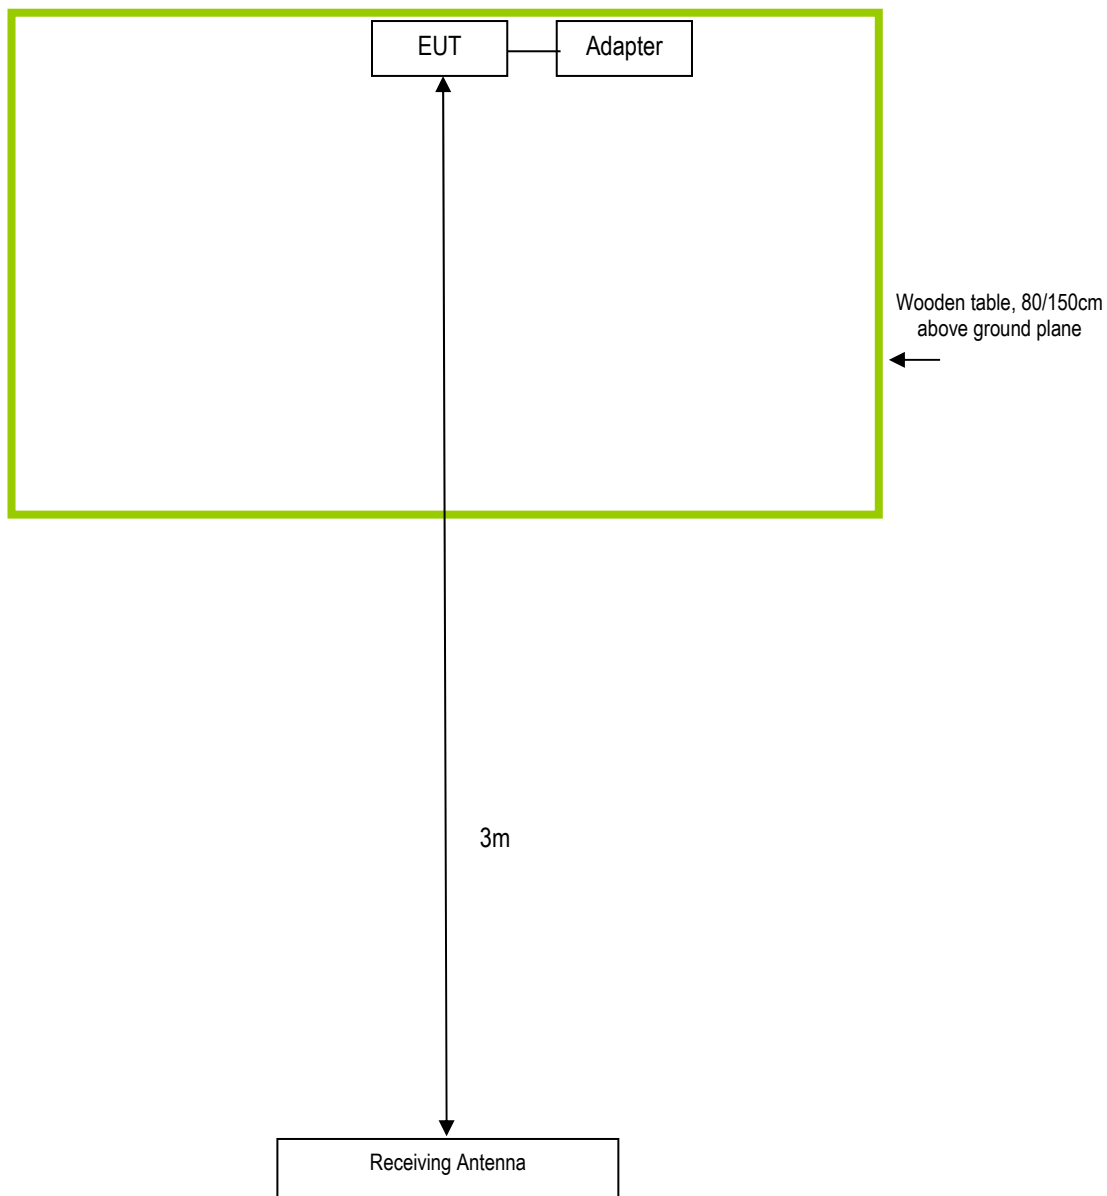 EUT
Adapter
Wooden table, 80/150cm
above ground plane
3m
Receiving Antenna